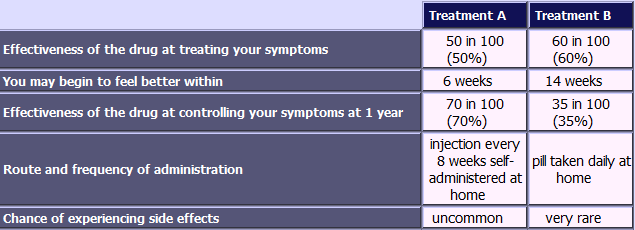 Treatment A Treatment B
Effectiveness of the drug at treating your symptoms 50 in 100 60 in 100
(50%) (60%)
You may begin to feel better within 6 weeks 14 weeks
Effectiveness of the drug at controlling your symptoms at 1 year 70 in 100 35 in 100
(70%) (35%)
Route and frequency of administration
injection every
8 weeks self-
administered at
home
pill taken daily at
home
Chance of experiencing side effects uncommon very rare